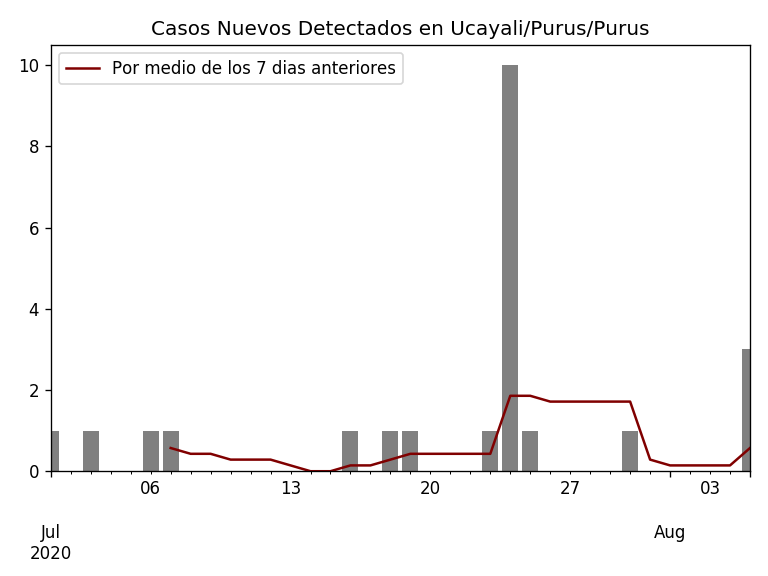 Casos Nuevos Detectados en Ucayali/Purus/Purus
Por medio de los 7 dias anteriores
10
8
6
4
2
0
06 13 20 27 03
Jul Aug
2020